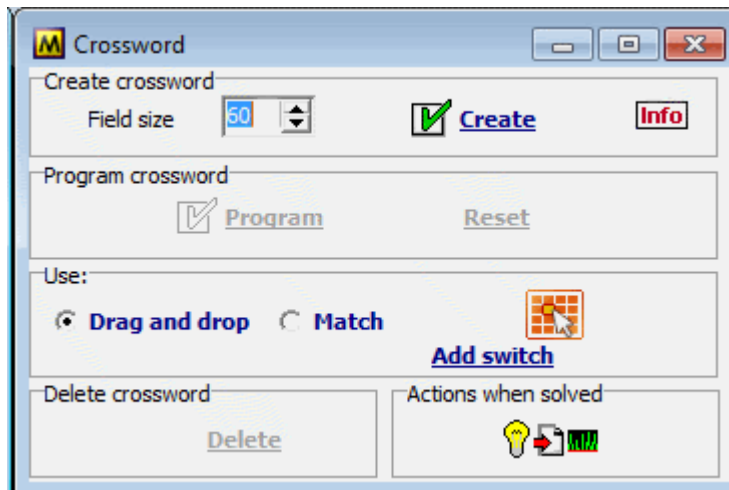 M Crossword
Create crossword
Field size 60 Create Info
Program crossword
Program Reset
Use:
Drag and drop Match
Add switch
Delete crossword Actions when solved
Delete